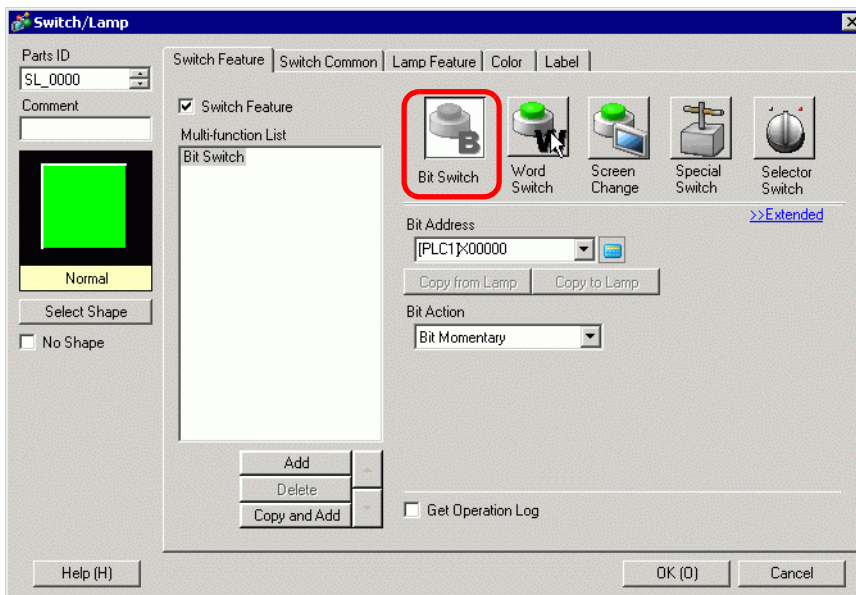 Switch/Lamp
Parts ID
SL_0000
Comment
Normal
Select Shape
No Shape
Switch Feature
Switch Common
Lamp Feature
Color
Label
Switch Feature
Multi-function List
Bit Switch
Add
Delete
Copy and Add
B
Bit Switch
W
Word
Switch
Screen
Change
Special
Switch
Selector
Switch
>>Extended
Bit Address
[PLC1]X00000
Copy from Lamp
Copy to Lamp
Bit Action
Bit Momentary
Get Operation Log
Help (H)
OK (O)
Cancel